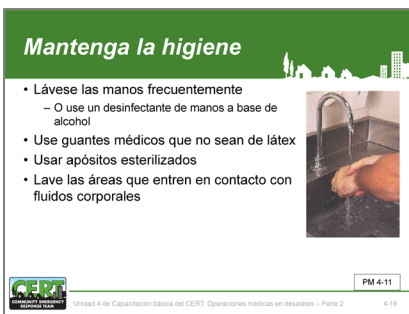 Mantenga la higiene
• Lávese las manos frecuentemente
– O use un desinfectante de manos a base de
alcohol
• Use guantes médicos que no sean de látex
• Usar apósitos esterilizados
• Lave las áreas que entren en contacto con
fluidos corporales
PM 4-11
CERT
COMMUNITY EMERGENCY
RESPONSE TEAM
Unidad 4 de Capacitación básica del CERT: Operaciones médicas en desastres – Parte 2
4-18